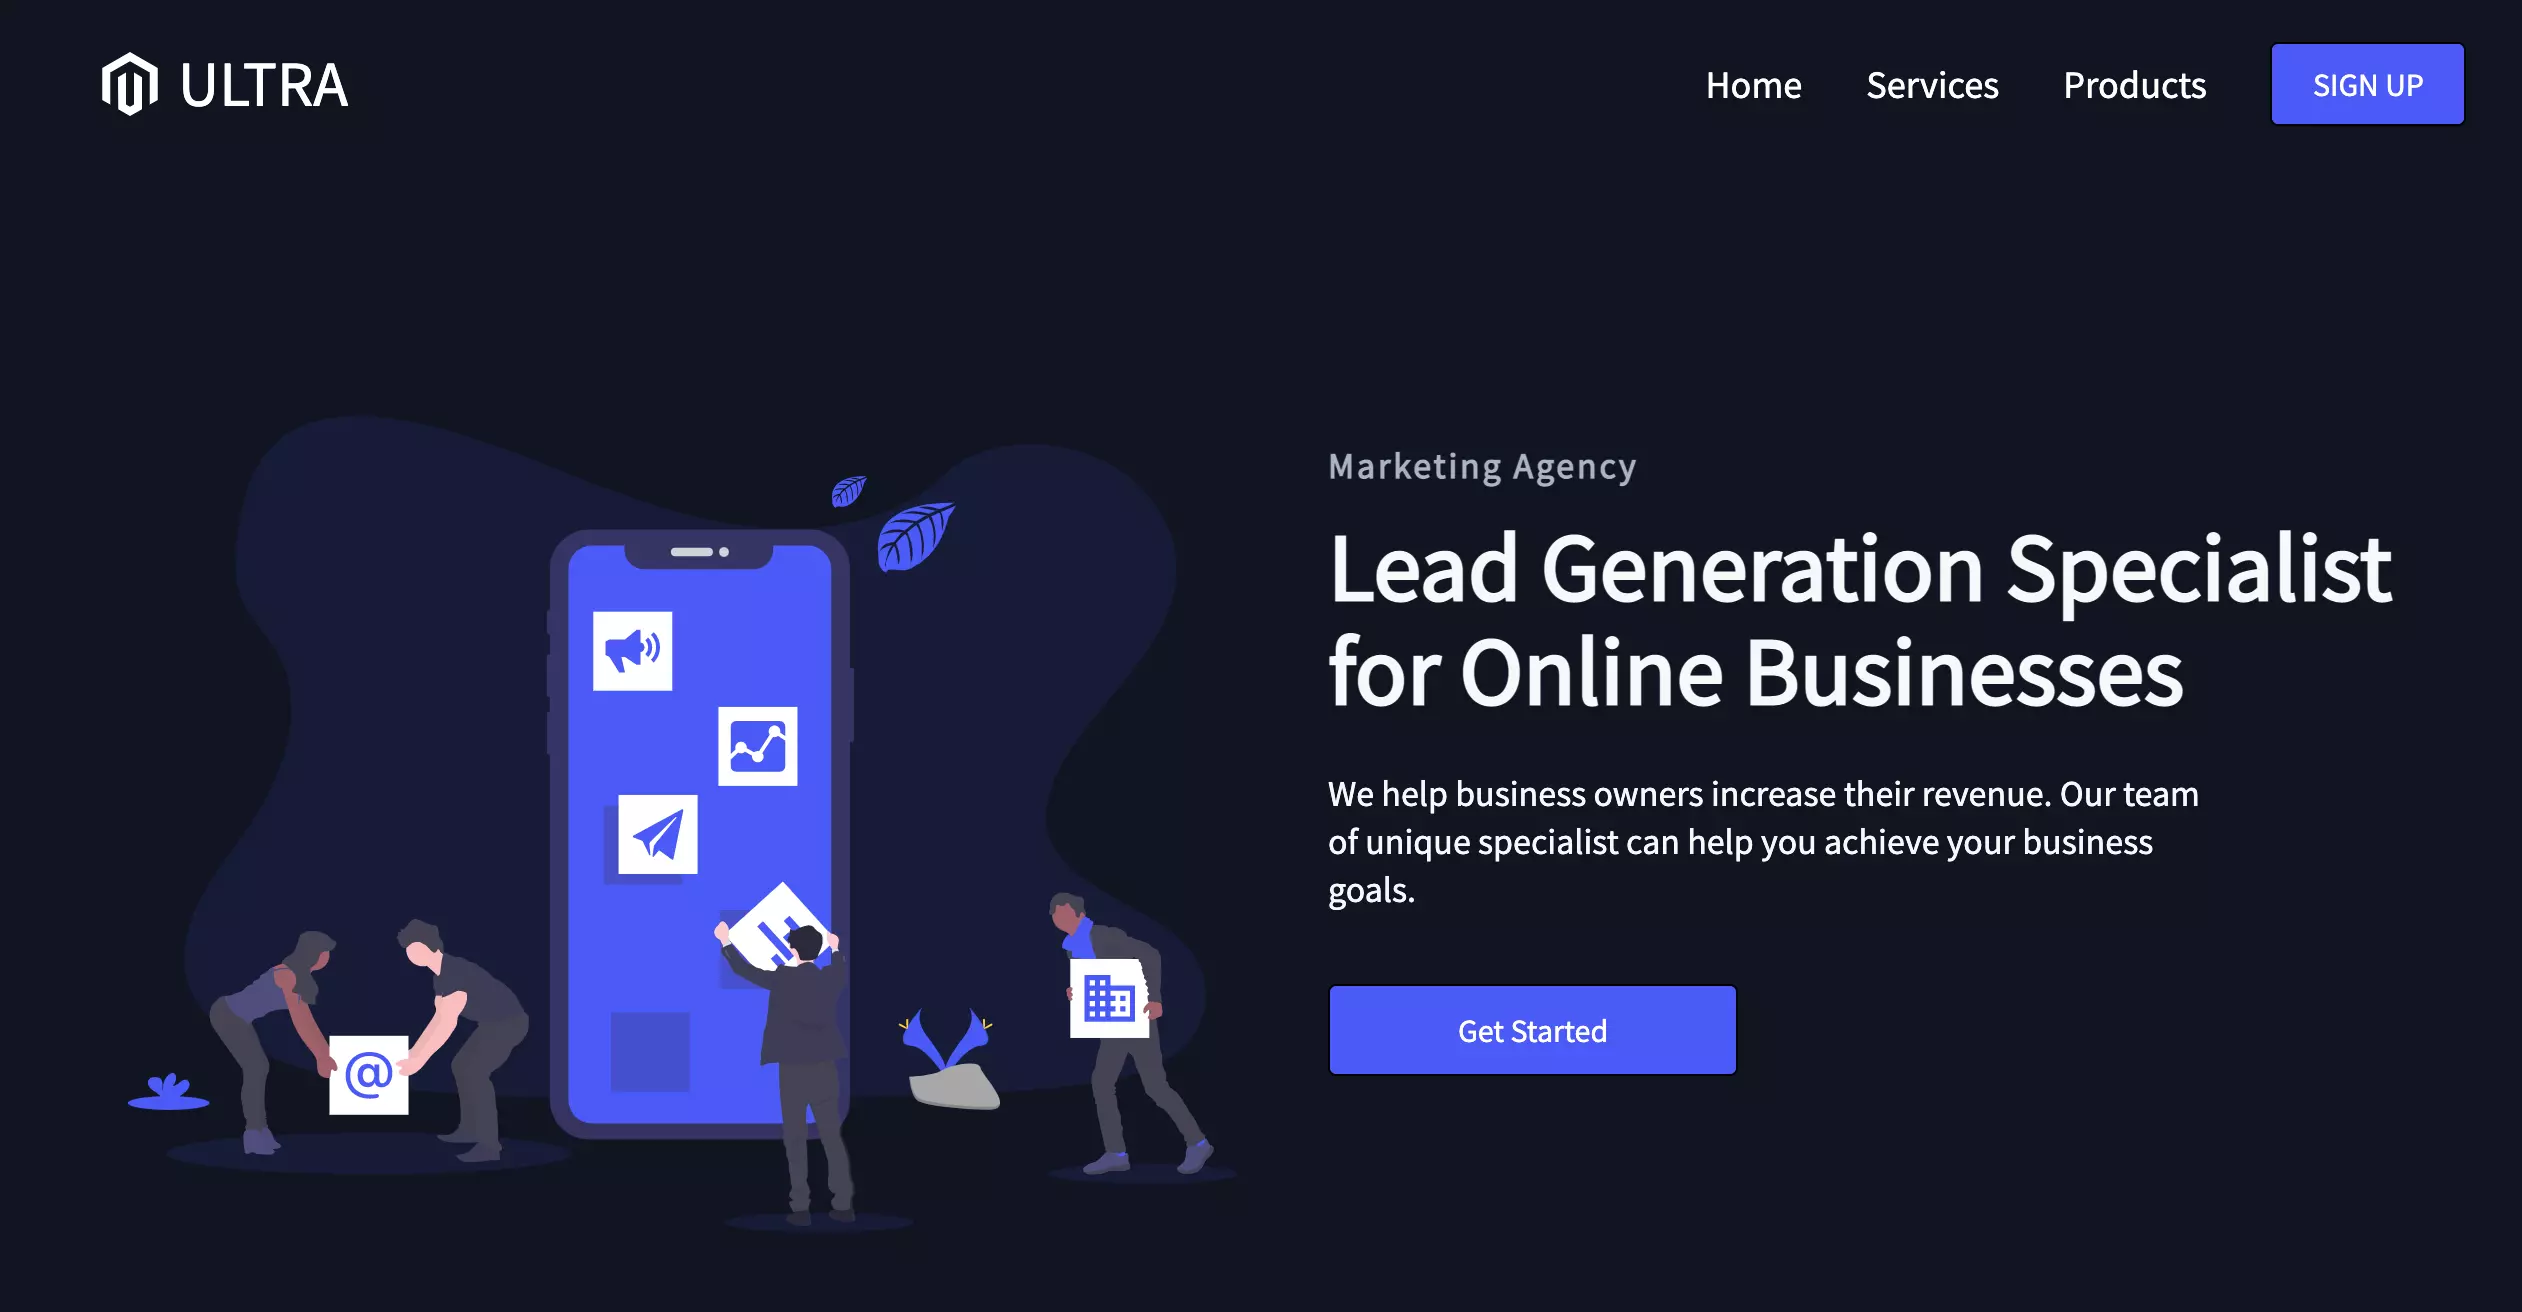 ULTRA
Home
Services
Products
SIGN UP
Marketing Agency
Lead Generation Specialist
for Online Businesses
We help business owners increase their revenue. Our team
of unique specialist can help you achieve your business
goals.
Get Started
@